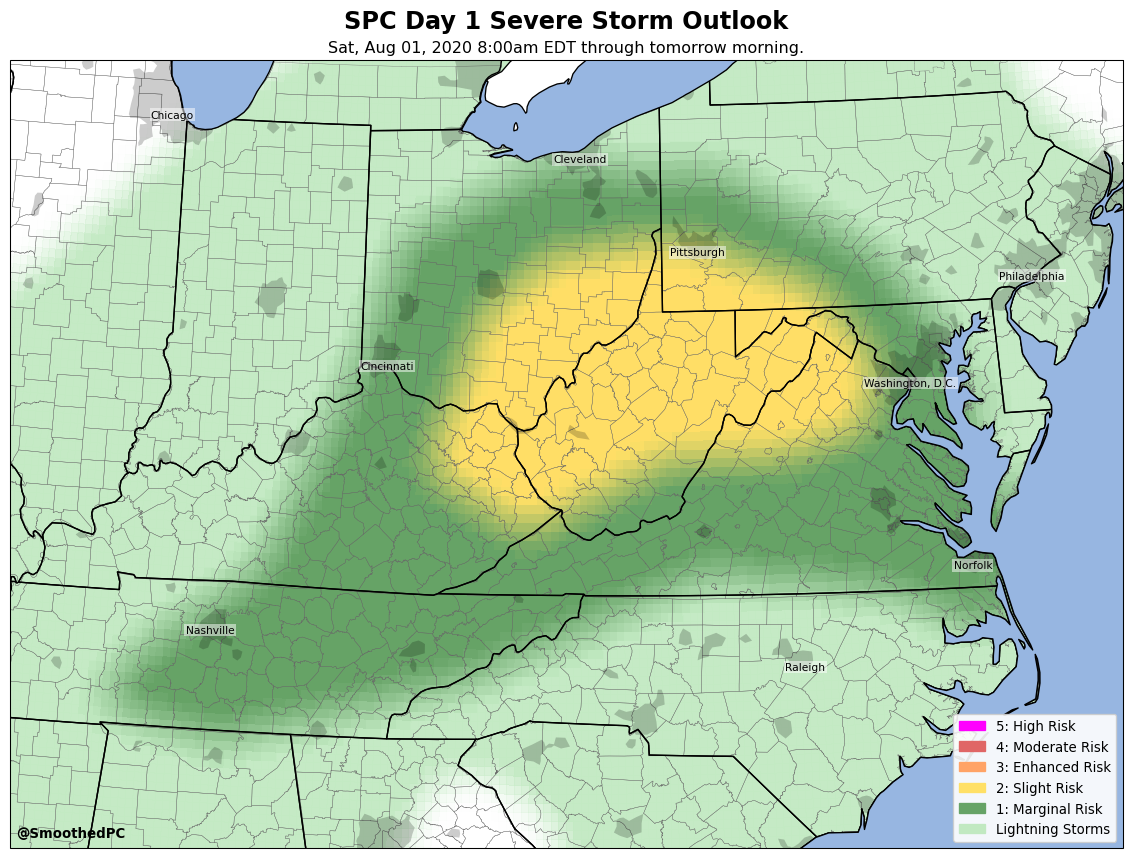 SPC Day 1 Severe Storm Outlook
Sat, Aug 01, 2020 8:00am EDT through tomorrow morning.
Chicago
Cleveland
Pittsburgh
Philadelphia
Cincinnati
Washington, D.C.
Norfolk
Nashville
Raleigh
5: High Risk
4: Moderate Risk
3: Enhanced Risk
2: Slight Risk
1: Marginal Risk
Lightning Storms
@SmoothedPC